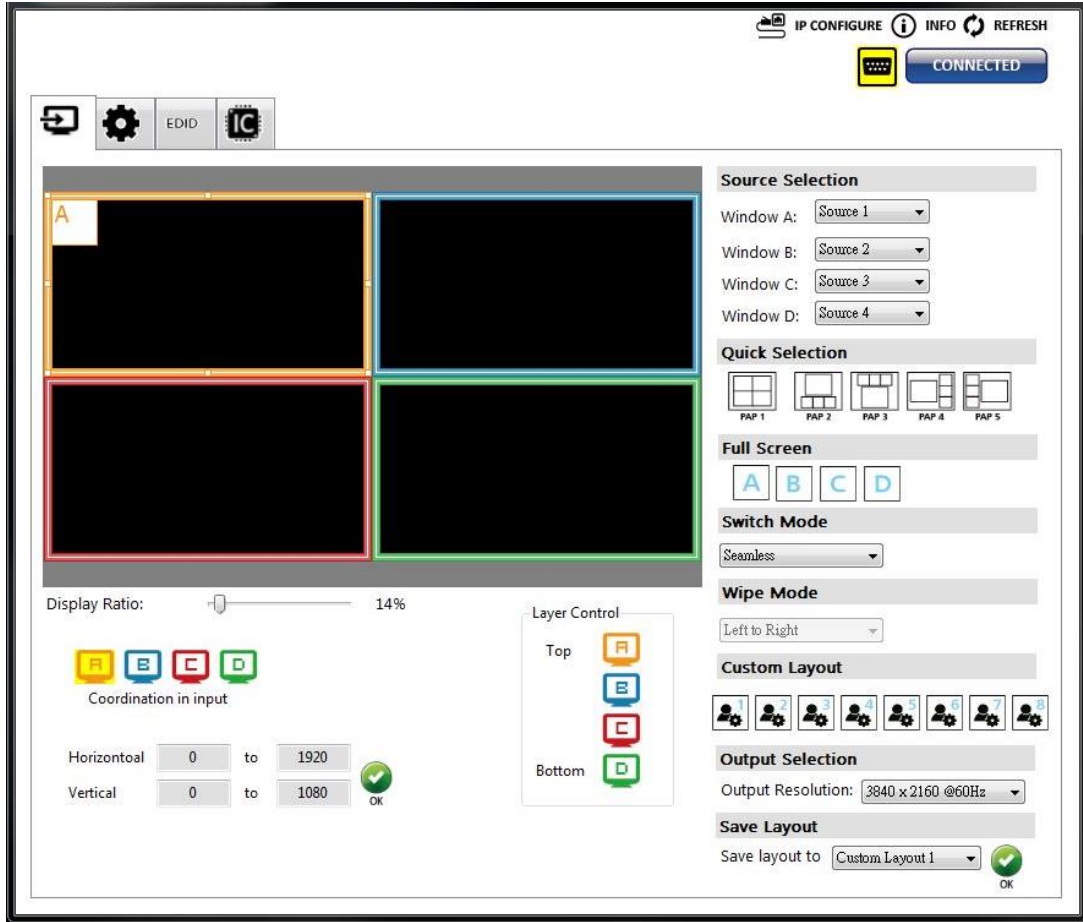 IP CONFIGURE i INFO REFRESH
CONNECTED
EDID IC
A
Source Selection
Window A: Source 1
Window B: Source 2
Window C: Source 3
Window D: Source 4
Quick Selection
PAP 1 PAP 2 PAP 3 PAP 4 PAP 5
Full Screen
A B C D
Switch Mode
Seamless
Wipe Mode
Left to Right
Custom Layout
1 2 3 4 5 6 7 8
Output Selection
Output Resolution: 3840 x 2160 @60Hz
Save Layout
Save layout to Custom Layout 1
OK
Display Ratio: 14%
A B C D
Coordination in input
Horizontoal 0 to 1920
Vertical 0 to 1080
OK
Layer Control
Top A
B
C
Bottom D